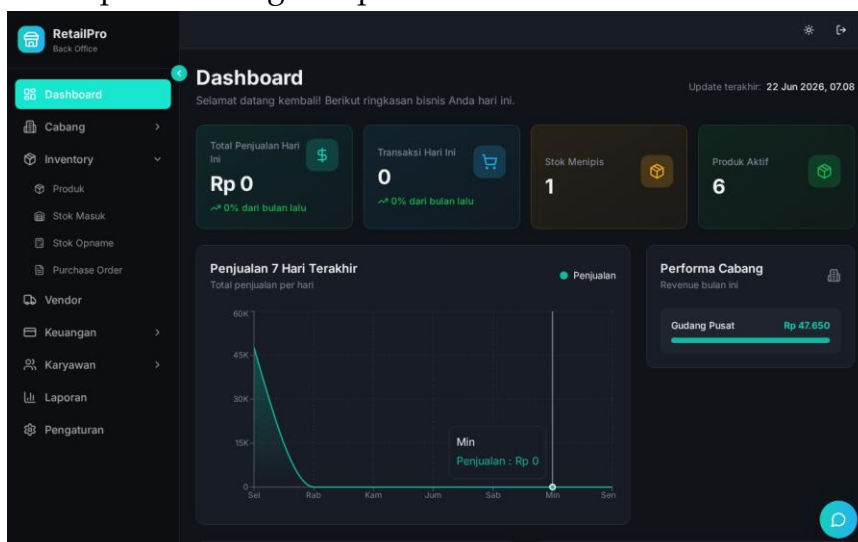 RetailPro
Back Office
Dashboard
Cabang
Inventory
Produk
Stok Masuk
Stok Opname
Purchase Order
Vendor
Keuangan
Karyawan
Laporan
Pengaturan
Dashboard
Selamat datang kembali! Berikut ringkasan bisnis Anda hari ini.
Update terakhir: 22 Jun 2026, 07.08
Total Penjualan Hari
Ini
Rp 0
0% dari bulan lalu
Transaksi Hari Ini
0
0% dari bulan lalu
Stok Menipis
1
Produk Aktif
6
Penjualan 7 Hari Terakhir
Total penjualan per hari
Penjualan
60K
45K
30K
15K
0
Min
Penjualan : Rp 0
Sel Rab Kam Jum Sab Min Sen
Performa Cabang
Revenue bulan ini
Gudang Pusat Rp 47.650